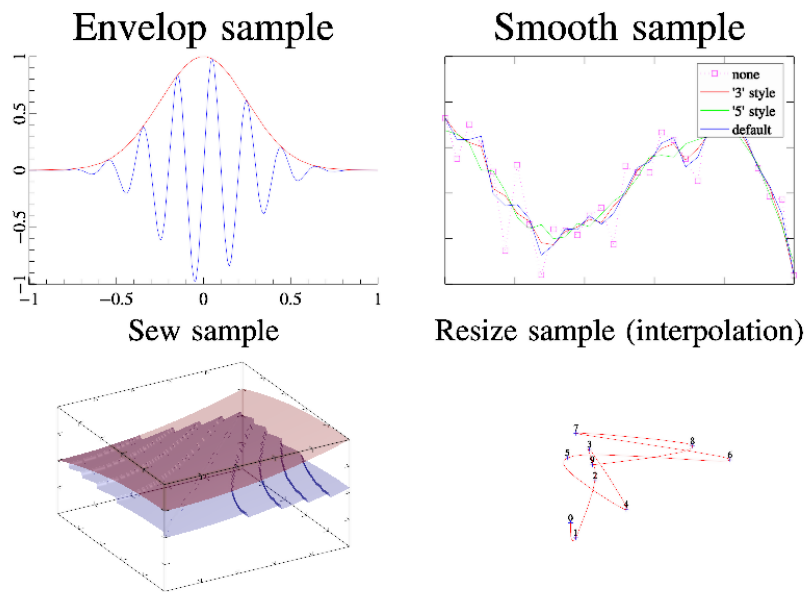 Envelop sample
Smooth sample
1
0.5
0
−0.5
−1
−1 −0.5 0 0.5 1
none
'3' style
'5' style
default
Sew sample
Resize sample (interpolation)
7
3
8
5
9
6
2
4
0
1